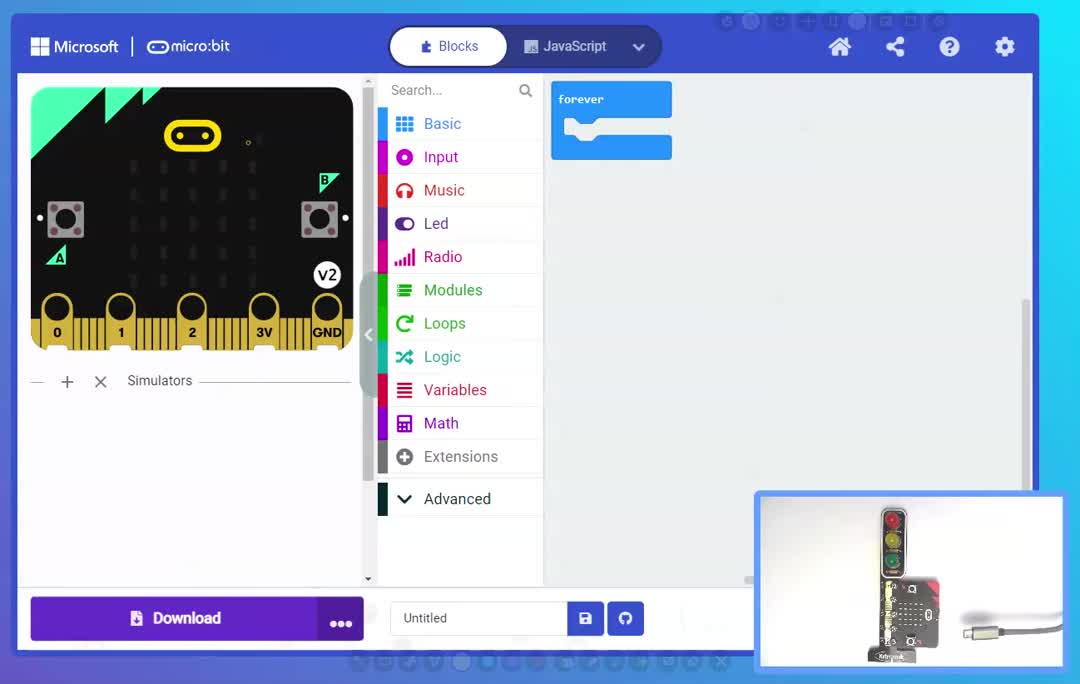 Microsoft | micro:bit
Blocks
JavaScript
Search...
Basic
Input
Music
Led
Radio
Modules
Loops
Logic
Variables
Math
Extensions
Advanced
forever
B
A
V2
0 1 2 3V GND
Simulators
Download
Untitled
Kitronik